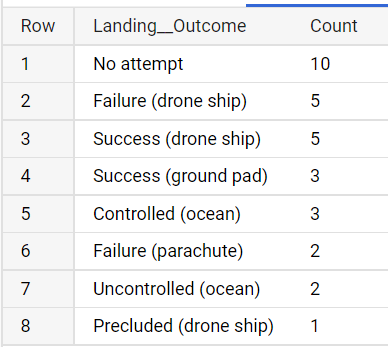 Row Landing__Outcome Count
1 No attempt 10
2 Failure (drone ship) 5
3 Success (drone ship) 5
4 Success (ground pad) 3
5 Controlled (ocean) 3
6 Failure (parachute) 2
7 Uncontrolled (ocean) 2
8 Precluded (drone ship) 1